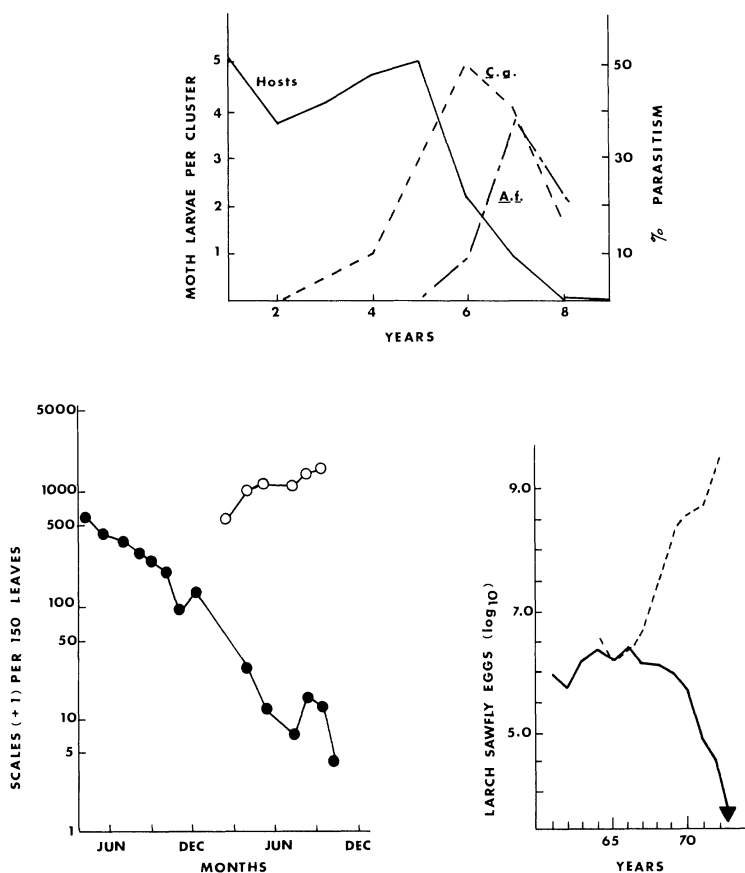 MOTH LARVAE PER CLUSTER
5
4
3
2
1
Hosts
C.g.
A.f.
50
30
10
% PARASITISM
2 4 6 8
YEARS
SCALES (+1) PER 150 LEAVES
5000
1000
500
100
50
10
5
1
JUN DEC JUN DEC
MONTHS
LARCH SAWFLY EGGS (log10)
9.0
7.0
5.0
65 70
YEARS